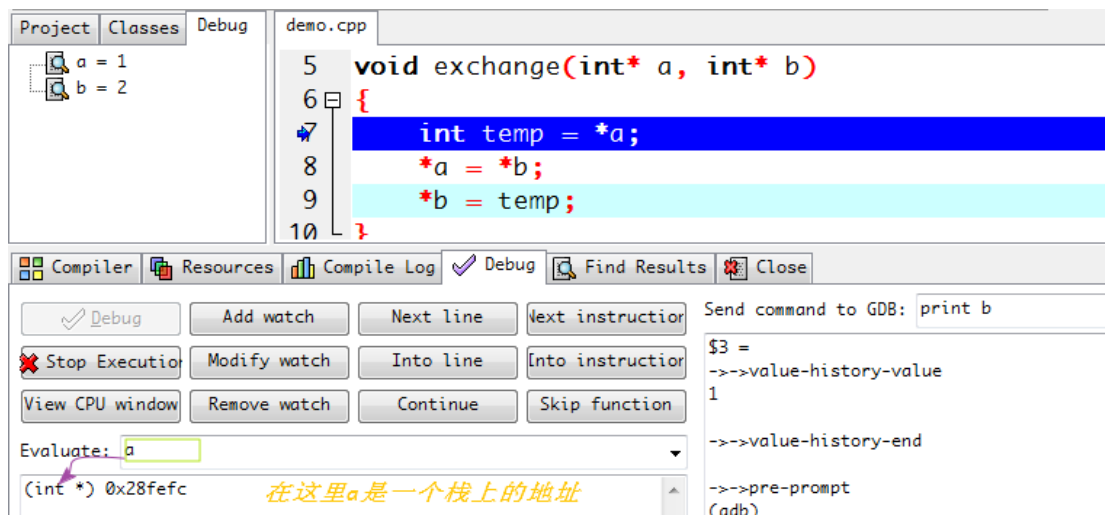 Project Classes Debug
a = 1
b = 2
demo.cpp
5 void exchange(int* a, int* b)
6 {
7 int temp = *a;
8 *a = *b;
9 *b = temp;
10 }
Compiler Resources Compile Log Debug Find Results Close
Debug Add watch Next line Next instruction
Stop Execution Modify watch Into line Into instruction
View CPU window Remove watch Continue Skip function
Evaluate: a
(int *) 0x28fefc
在这里a是一个栈上的地址
Send command to GDB: print b
$3 =
->->value-history-value
1
->->value-history-end
->->pre-prompt
(gdb)